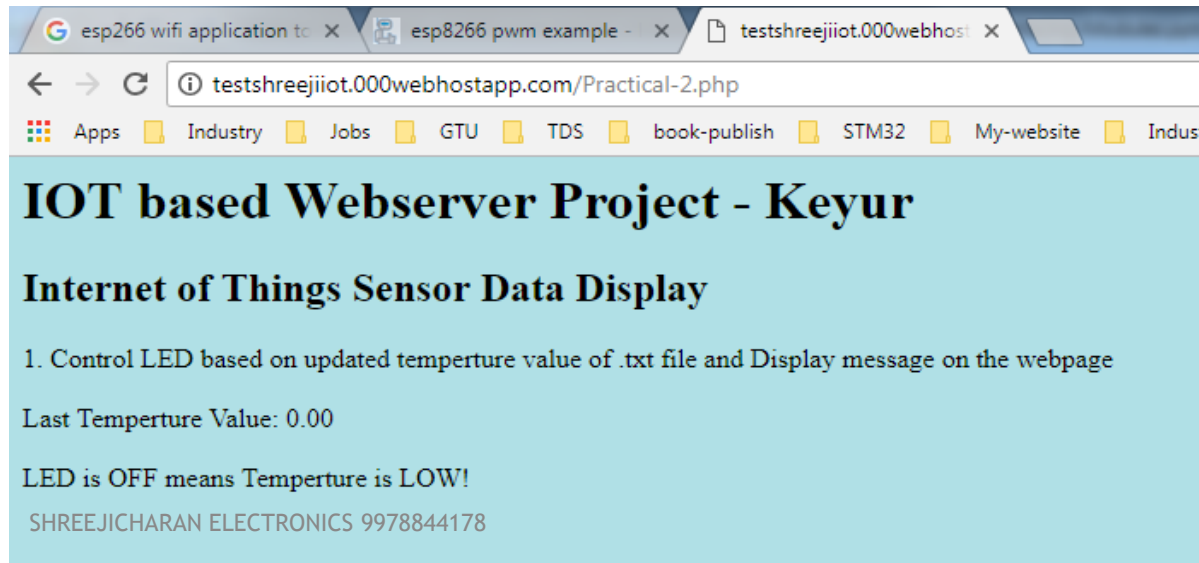 esp266 wifi application to
esp8266 pwm example -
testshreejiiot.000webhost
testshreejiiot.000webhostapp.com/Practical-2.php
Apps Industry Jobs GTU TDS book-publish STM32 My-website Indus
IOT based Webserver Project - Keyur
Internet of Things Sensor Data Display
1. Control LED based on updated temperture value of .txt file and Display message on the webpage
Last Temperture Value: 0.00
LED is OFF means Temperture is LOW!
SHREEJICHARAN ELECTRONICS 9978844178